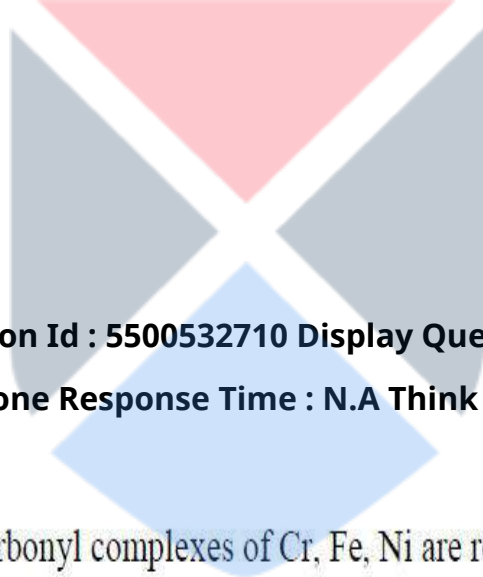 on Id : 5500532710 Display Que
one Response Time : N.A Think
rbonyl complexes of Cr, Fe, Ni are r